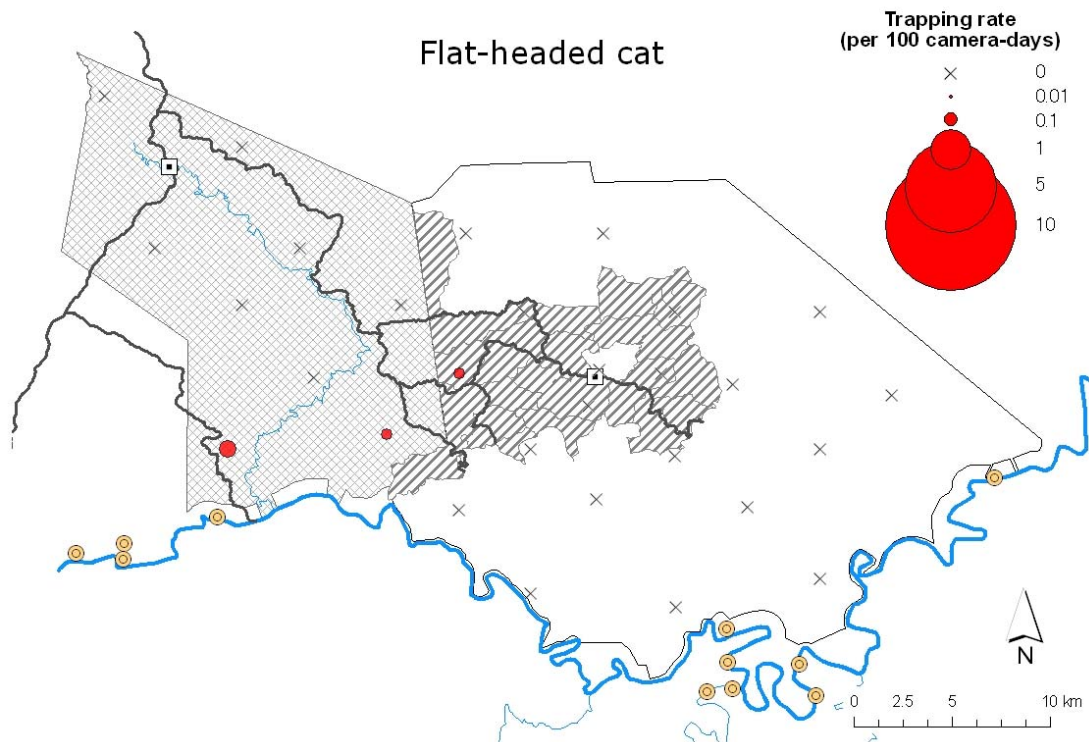 Flat-headed cat
Trapping rate
(per 100 camera-days)
0
0.01
0.1
1
5
10
N
0 2.5 5 10 km